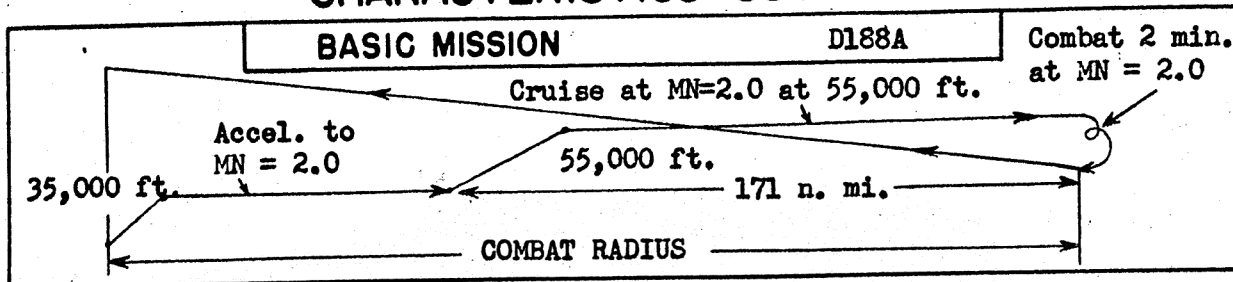 BASIC MISSION D188A
Combat 2 min.
at MN = 2.0
Cruise at MN=2.0 at 55,000 ft.
Accel. to
MN = 2.0
55,000 ft.
35,000 ft.
171 n. mi.
COMBAT RADIUS